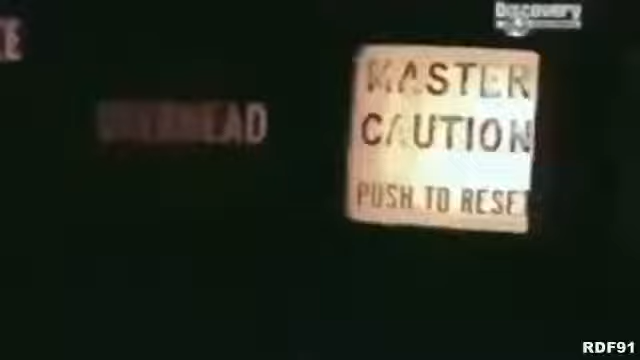 Discovery
MASTER
CAUTION
OVERHEAD
PUSH TO RESET
RDF91